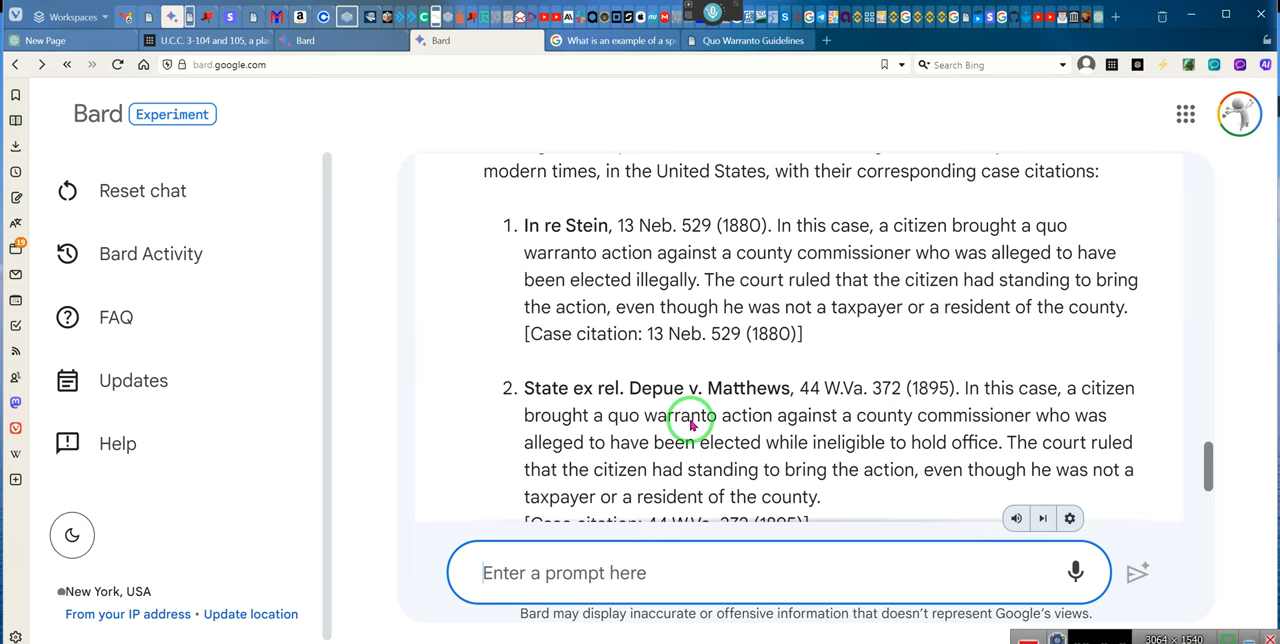 Workspaces
New Page
U.C.C. 3-104 and 105, a pla
Bard
Bard
What is an example of a sp
Quo Warranto Guidelines
bard.google.com
Search Bing
Bard Experiment
Reset chat
Bard Activity
FAQ
Updates
Help
New York, USA
From your IP address • Update location
modern times, in the United States, with their corresponding case citations:
1. In re Stein, 13 Neb. 529 (1880). In this case, a citizen brought a quo
warranto action against a county commissioner who was alleged to have
been elected illegally. The court ruled that the citizen had standing to bring
the action, even though he was not a taxpayer or a resident of the county.
[Case citation: 13 Neb. 529 (1880)]
2. State ex rel. Depue v. Matthews, 44 W.Va. 372 (1895). In this case, a citizen
brought a quo warranto action against a county commissioner who was
alleged to have been elected while ineligible to hold office. The court ruled
that the citizen had standing to bring the action, even though he was not a
taxpayer or a resident of the county.
[Case citation: 44 W.Va. 372 (1895)]
Enter a prompt here
Bard may display inaccurate or offensive information that doesn't represent Google's views.
3064 x 1540